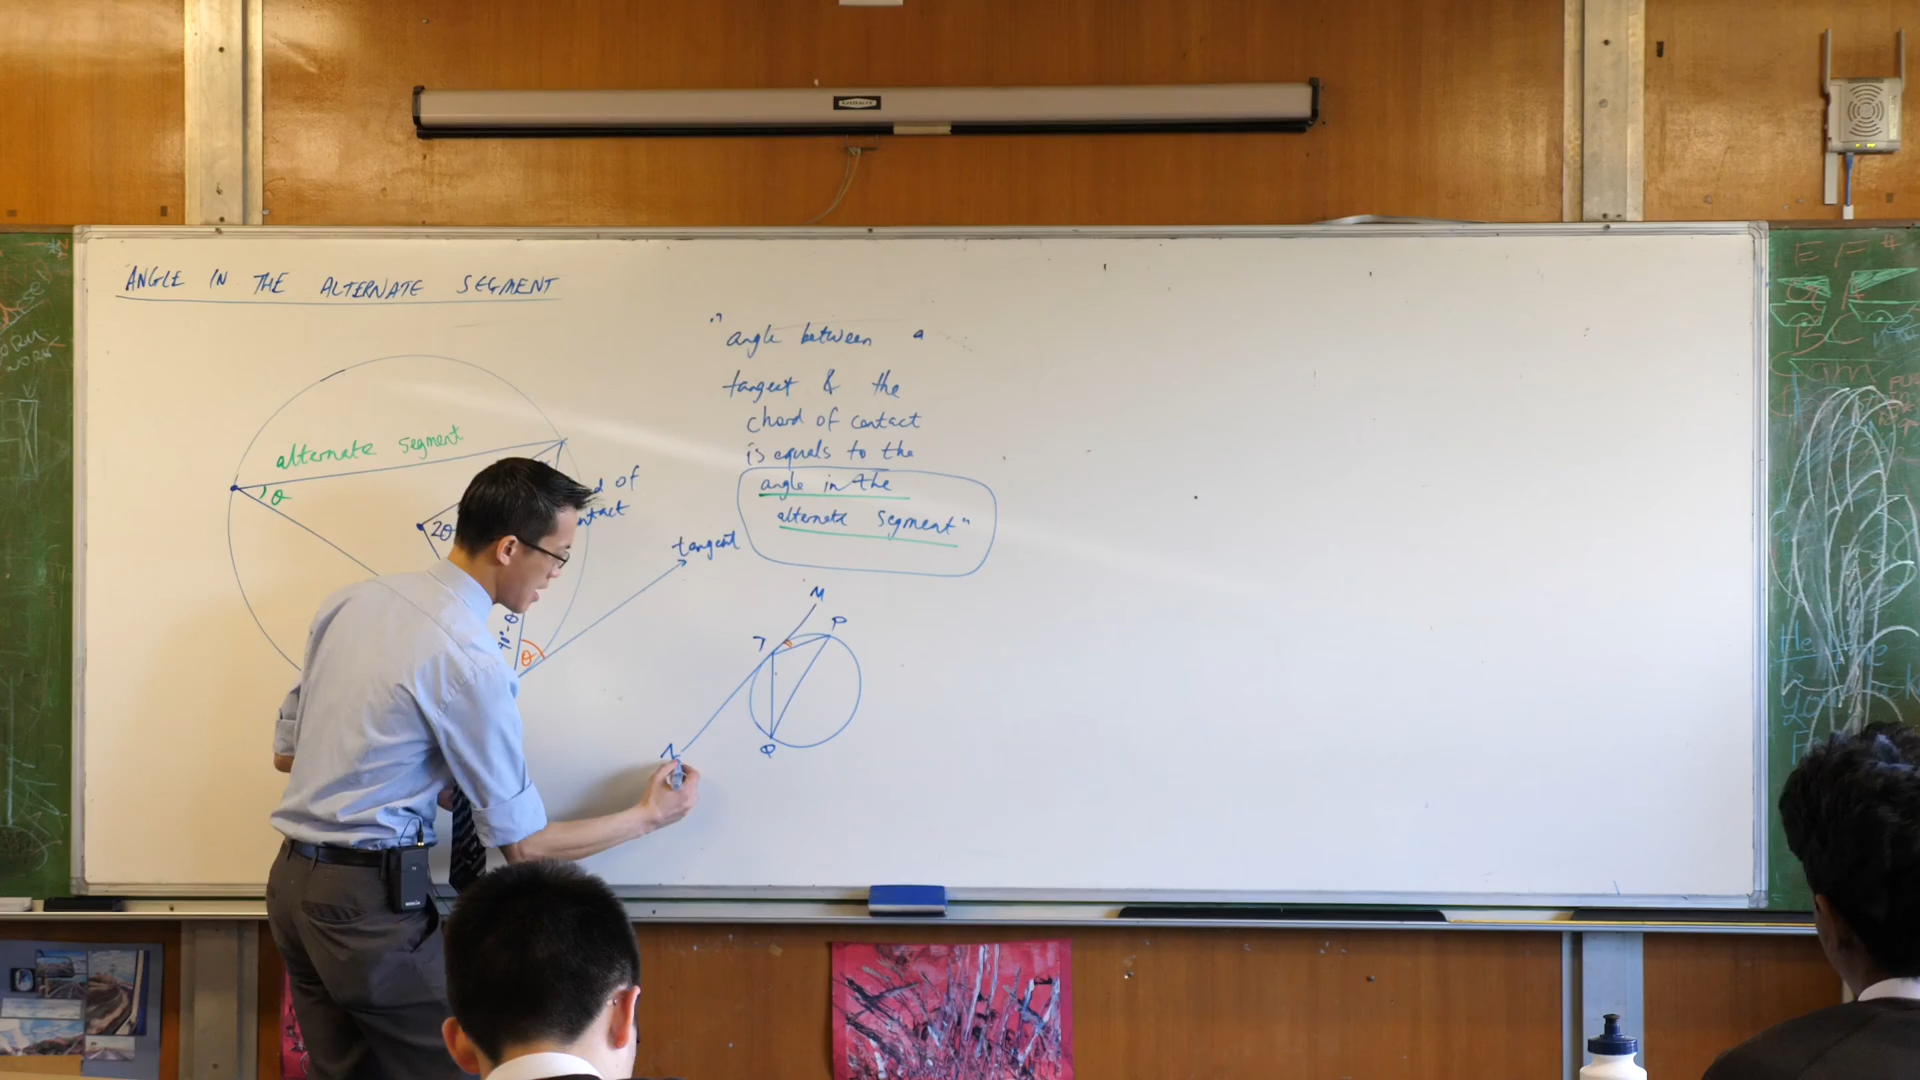 ANGLE IN THE ALTERNATE SEGMENT
"angle between a
tangent & the
chord of contact
is equals to the
angle in the
alternate segment"
alternate segment
θ
2θ
of
tangent
90°-θ
θ
M
P
T
Q
N